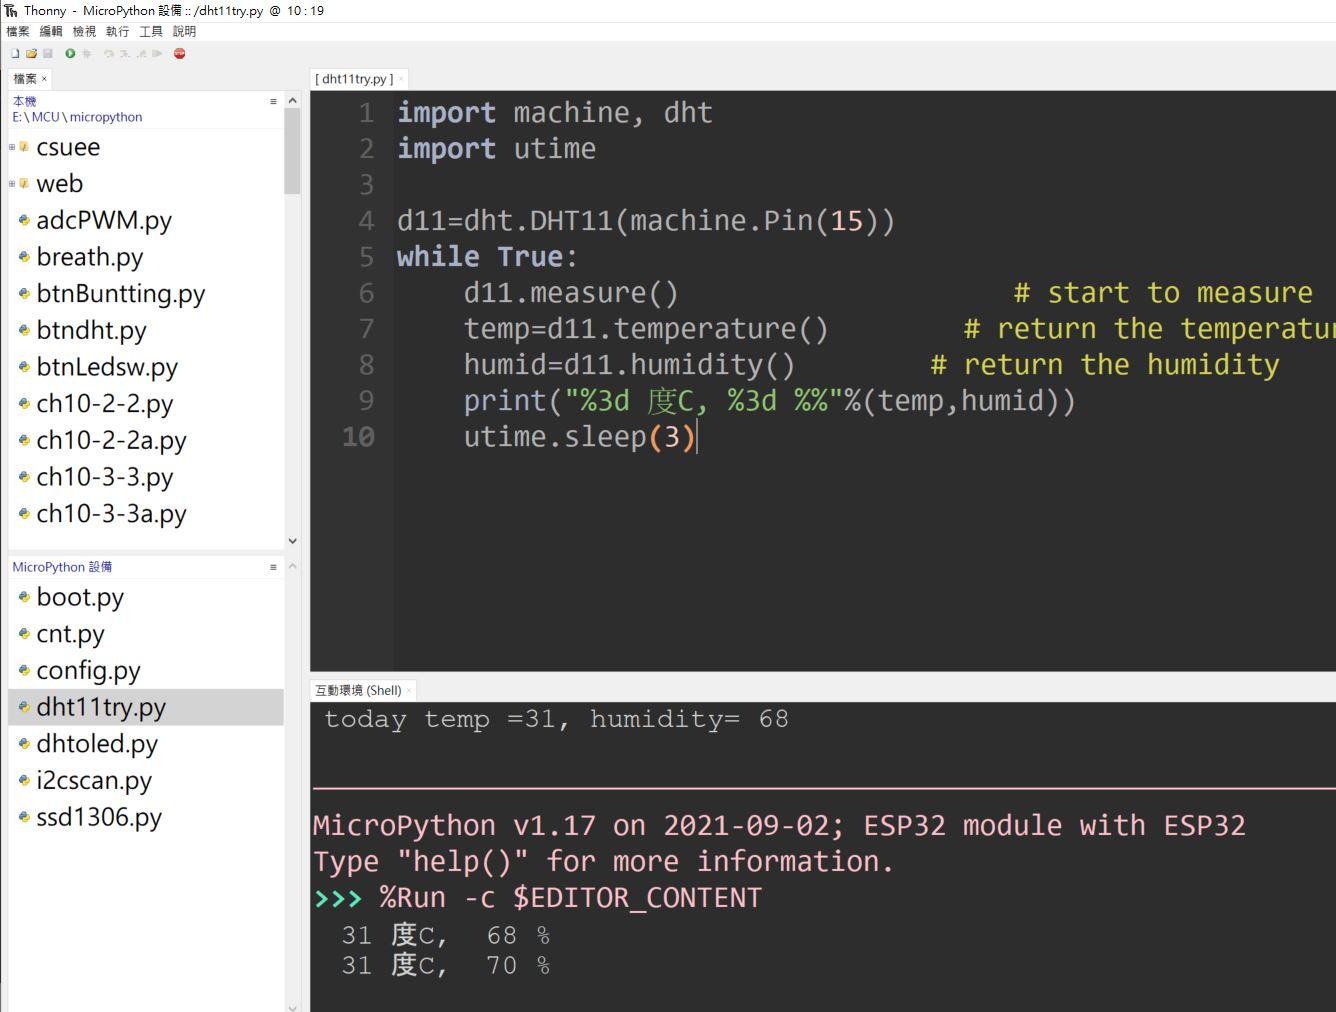 Thonny - MicroPython 設備 :: /dht11try.py @ 10 : 19
檔案 編輯 檢視 執行 工具 說明
檔案 ×
本機
E:\MCU\micropython
csuee
web
adcPWM.py
breath.py
btnBuntting.py
btndht.py
btnLedsw.py
ch10-2-2.py
ch10-2-2a.py
ch10-3-3.py
ch10-3-3a.py
MicroPython 設備
boot.py
cnt.py
config.py
dht11try.py
dhtoled.py
i2cscan.py
ssd1306.py
[ dht11try.py ] ×
1 import machine, dht
2 import utime
3
4 d11=dht.DHT11(machine.Pin(15))
5 while True:
6 d11.measure() # start to measure
7 temp=d11.temperature() # return the temperatur
8 humid=d11.humidity() # return the humidity
9 print("%3d 度C, %3d %%"%(temp,humid))
10 utime.sleep(3)
互動環境 (Shell) ×
today temp =31, humidity= 68
MicroPython v1.17 on 2021-09-02; ESP32 module with ESP32
Type "help()" for more information.
>>> %Run -c $EDITOR_CONTENT
31 度C, 68 %
31 度C, 70 %